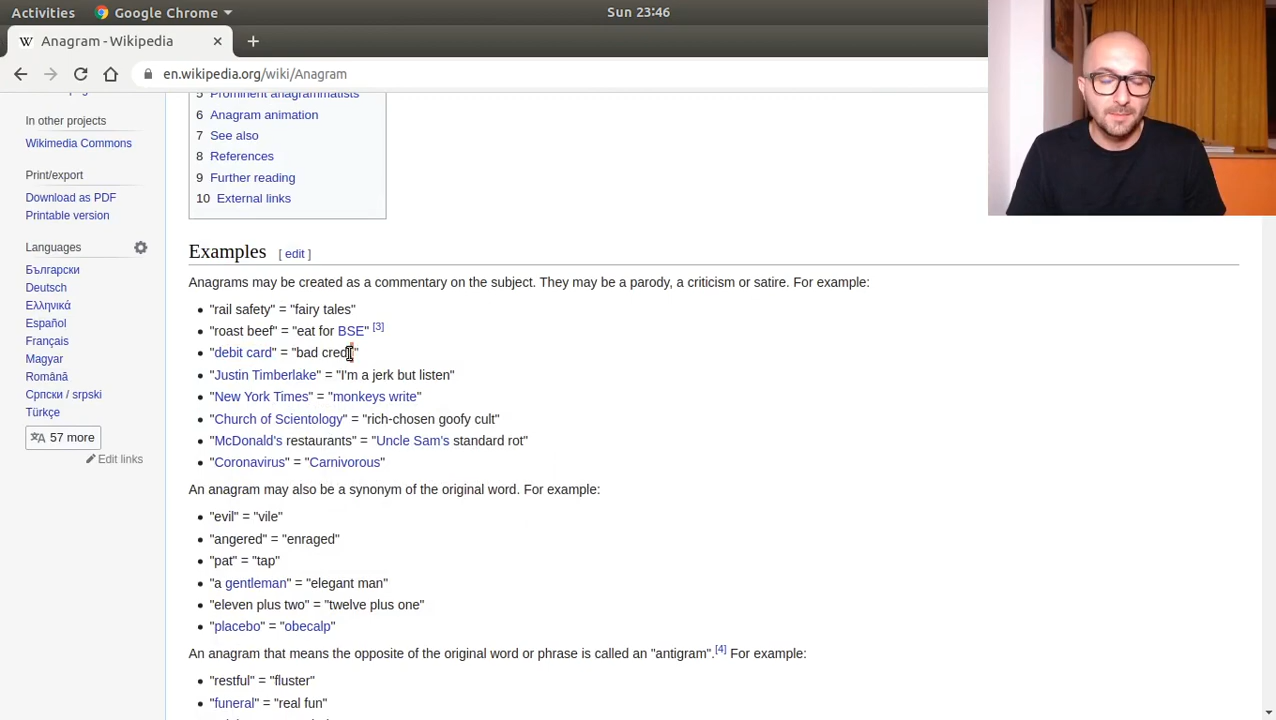 Activities Google Chrome Sun 23:46
Anagram - Wikipedia
en.wikipedia.org/wiki/Anagram
5 Prominent anagrammatists
6 Anagram animation
7 See also
8 References
9 Further reading
10 External links
In other projects
Wikimedia Commons
Print/export
Download as PDF
Printable version
Languages
Български
Deutsch
Ελληνικά
Español
Français
Magyar
Română
Српски / srpski
Türkçe
57 more
Edit links
Examples [ edit ]
Anagrams may be created as a commentary on the subject. They may be a parody, a criticism or satire. For example:
• "rail safety" = "fairy tales"
• "roast beef" = "eat for BSE" [3]
• "debit card" = "bad credit"
• "Justin Timberlake" = "I'm a jerk but listen"
• "New York Times" = "monkeys write"
• "Church of Scientology" = "rich-chosen goofy cult"
• "McDonald's restaurants" = "Uncle Sam's standard rot"
• "Coronavirus" = "Carnivorous"
An anagram may also be a synonym of the original word. For example:
• "evil" = "vile"
• "angered" = "enraged"
• "pat" = "tap"
• "a gentleman" = "elegant man"
• "eleven plus two" = "twelve plus one"
• "placebo" = "obecalp"
An anagram that means the opposite of the original word or phrase is called an "antigram".[4] For example:
• "restful" = "fluster"
• "funeral" = "real fun"